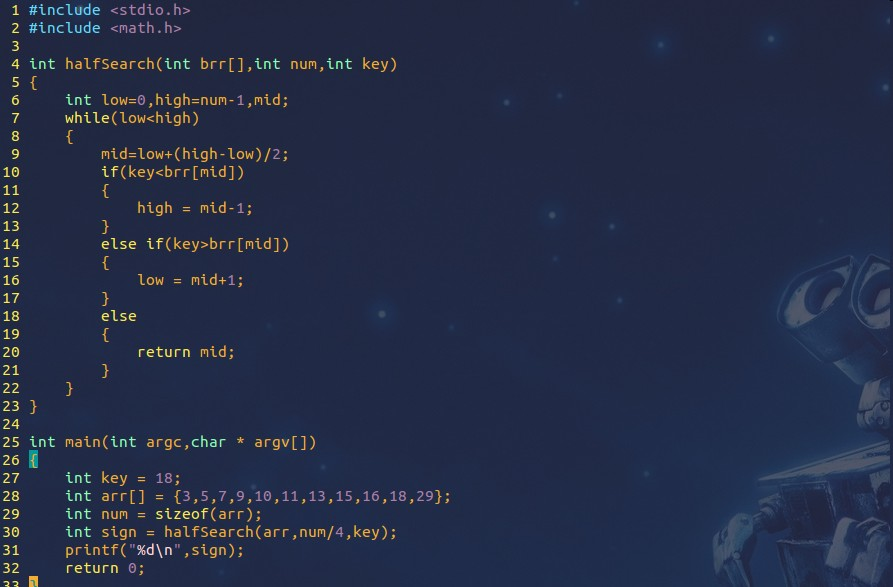 1 #include <stdio.h>
2 #include <math.h>
3
4 int halfSearch(int brr[],int num,int key)
5 {
6     int low=0,high=num-1,mid;
7     while(low<high)
8     {
9         mid=low+(high-low)/2;
10         if(key<brr[mid])
11         {
12             high = mid-1;
13         }
14         else if(key>brr[mid])
15         {
16             low = mid+1;
17         }
18         else
19         {
20             return mid;
21         }
22     }
23 }
24
25 int main(int argc,char * argv[])
26 {
27     int key = 18;
28     int arr[] = {3,5,7,9,10,11,13,15,16,18,29};
29     int num = sizeof(arr);
30     int sign = halfSearch(arr,num/4,key);
31     printf("%d\n",sign);
32     return 0;
33 }